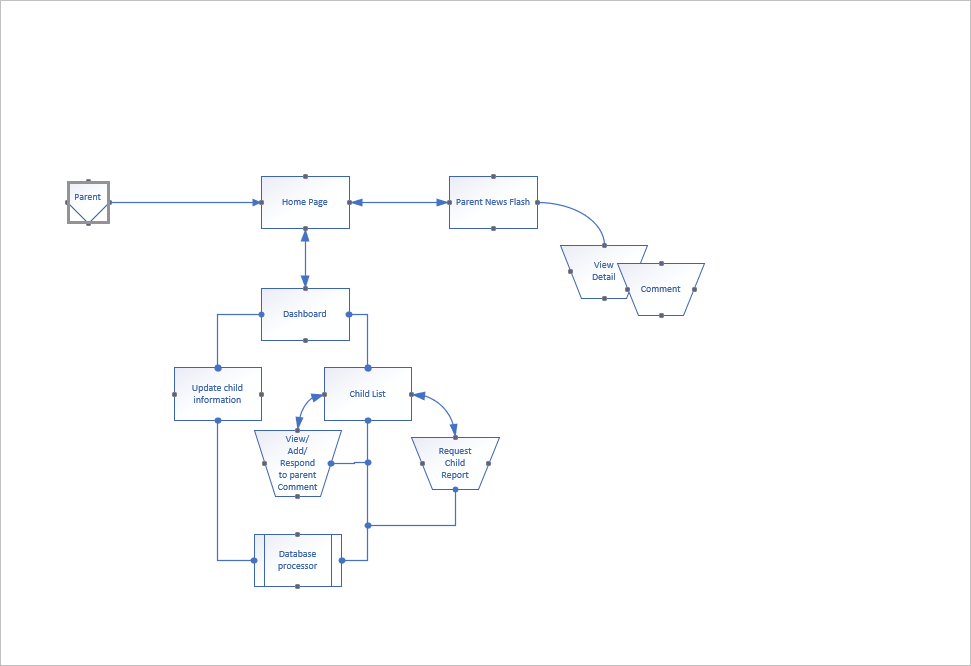 Parent
Home Page
Parent News Flash
View
Detail
Comment
Dashboard
Update child
information
Child List
View/
Add/
Respond
to parent
Comment
Request
Child
Report
Database
processor